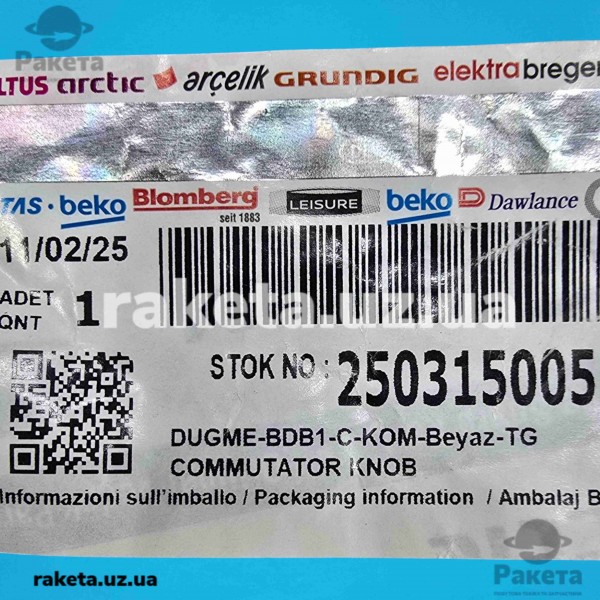 Ракета
LTUS arctic arçelik GRUNDIG elektrabregen
TAS · beko Blomberg seit 1883 LEISURE beko Dawlance
11/02/25
ADET
QNT 1
raketa.uz.ua
STOK NO : 250315005
DUGME-BDB1-C-KOM-Beyaz-TG
COMMUTATOR KNOB
Informazioni sull'imballo / Packaging information / Ambalaj B
raketa.uz.ua
Ракета